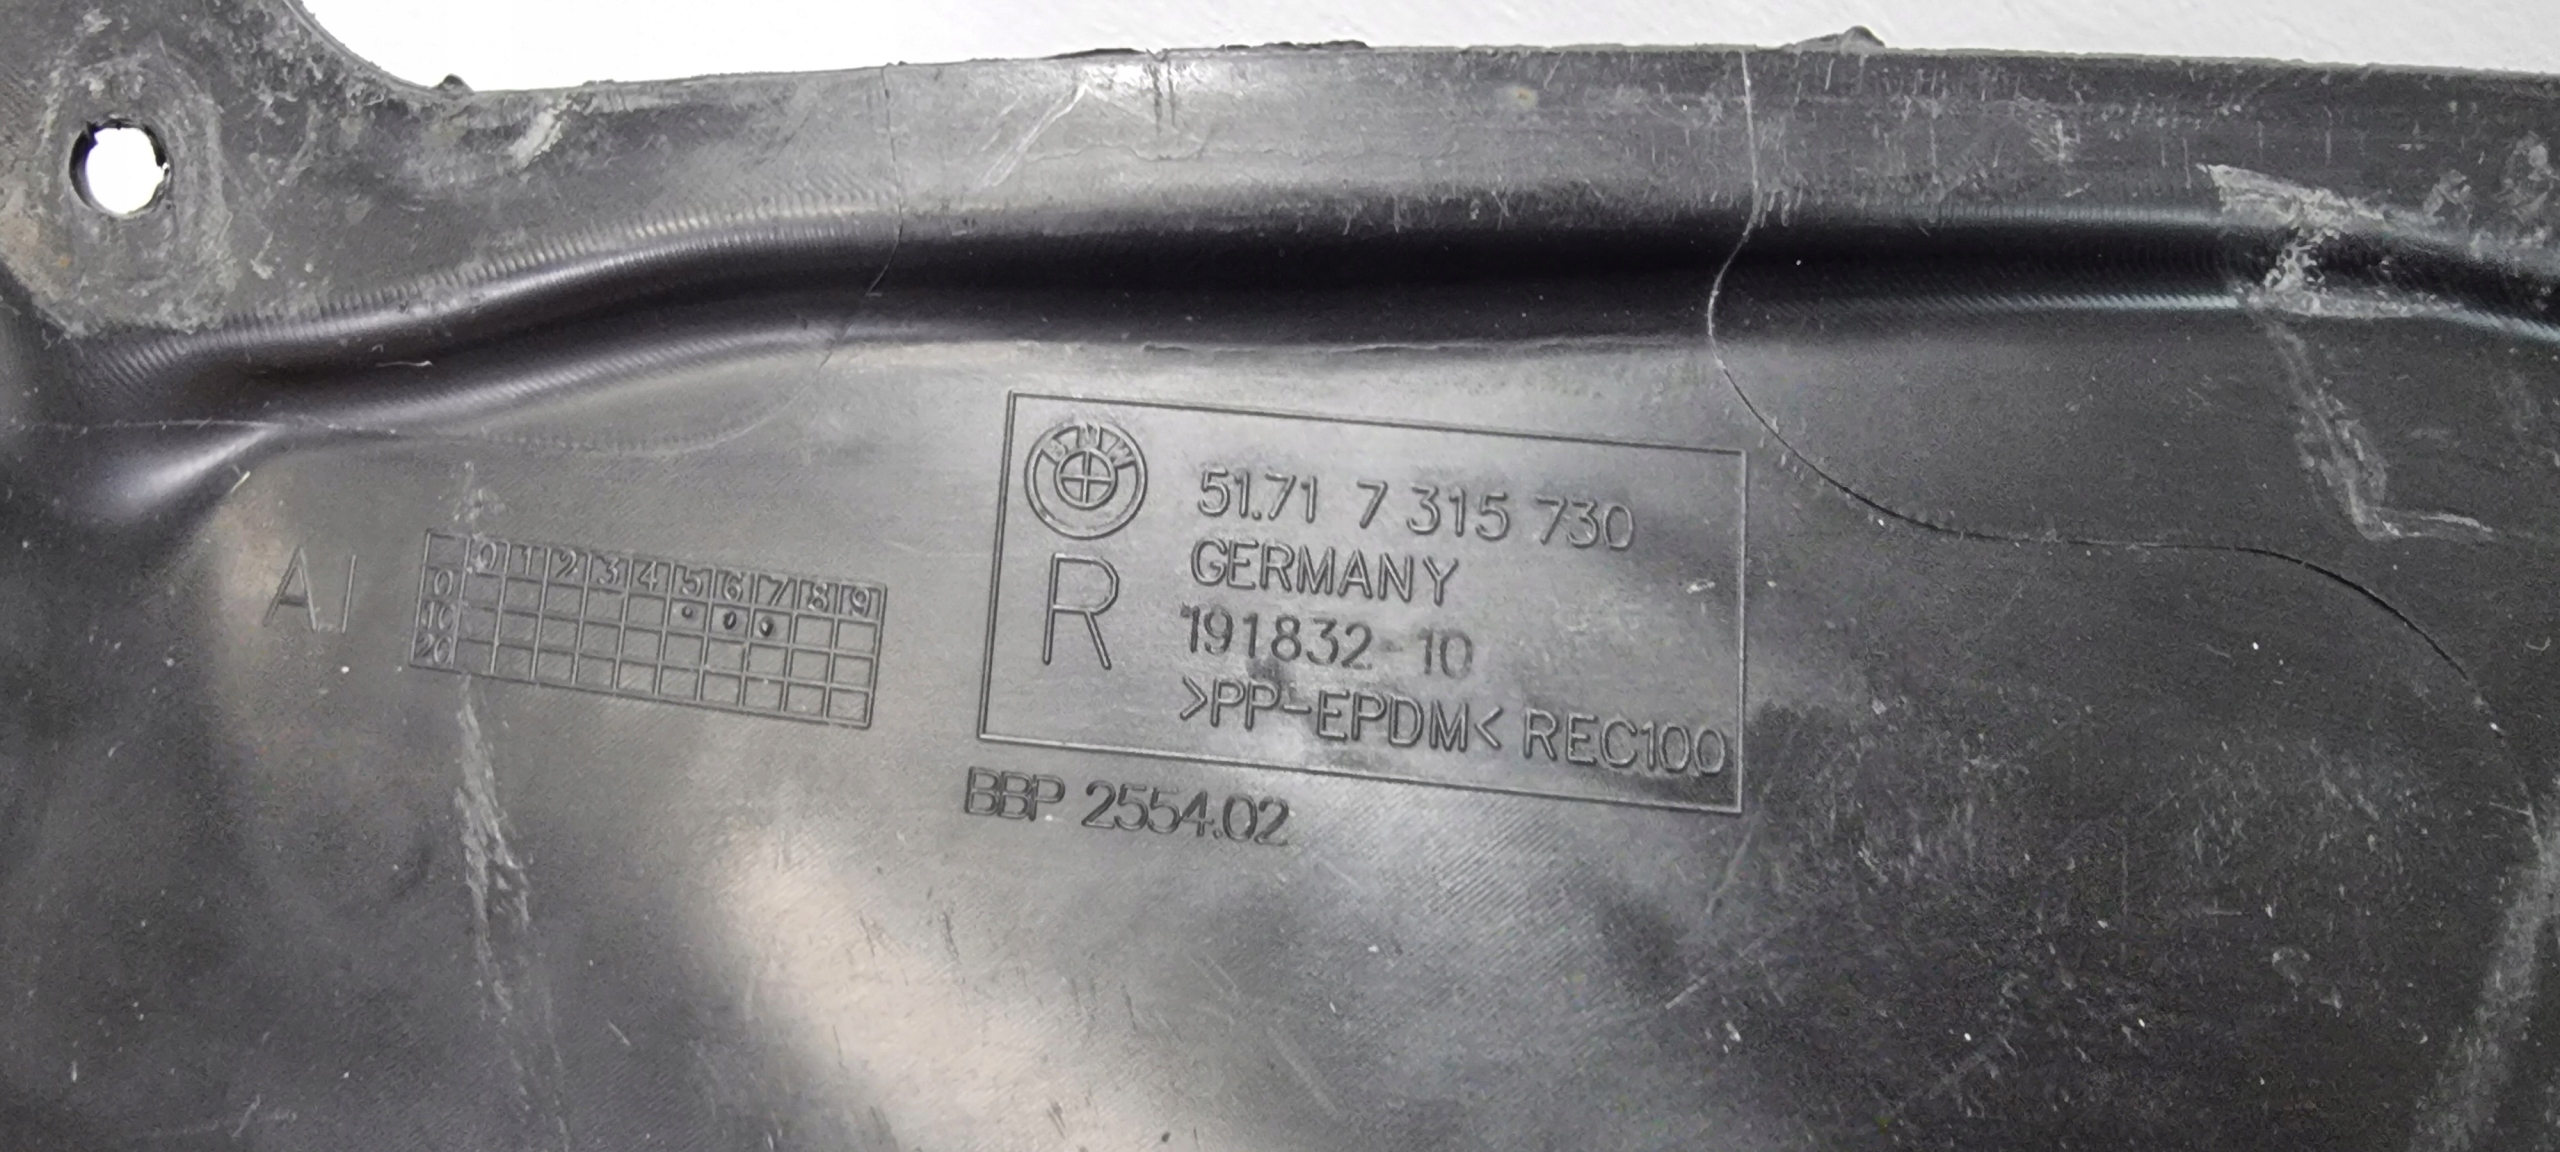 BMW
51.71 7 315 730
GERMANY
R
191832-10
>PP-EPDM< REC100
BBP 2554.02
A.I
0 1 2 3 4 5 6 7 8 9
0
10
20